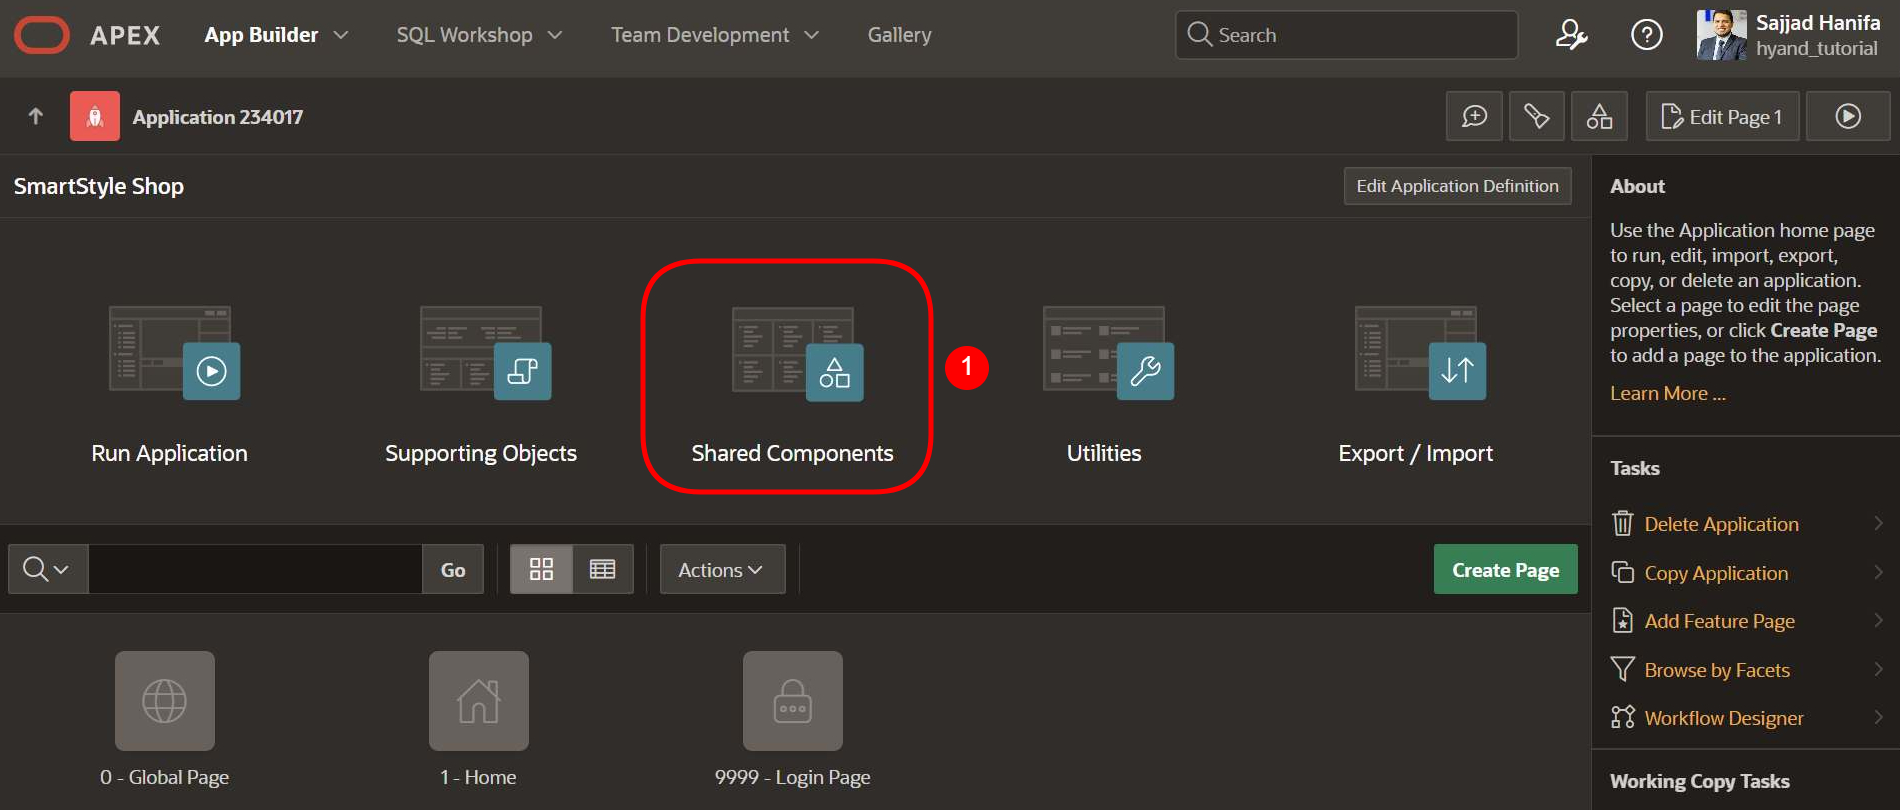 APEX App Builder SQL Workshop Team Development Gallery Search Sajjad Hanifa
hyand_tutorial
Application 234017 Edit Page 1
SmartStyle Shop Edit Application Definition
Run Application Supporting Objects Shared Components 1 Utilities Export / Import
Go Actions Create Page
0 - Global Page 1 - Home 9999 - Login Page
About
Use the Application home page
to run, edit, import, export,
copy, or delete an application.
Select a page to edit the page
properties, or click Create Page
to add a page to the application.
Learn More ...
Tasks
Delete Application
Copy Application
Add Feature Page
Browse by Facets
Workflow Designer
Working Copy Tasks